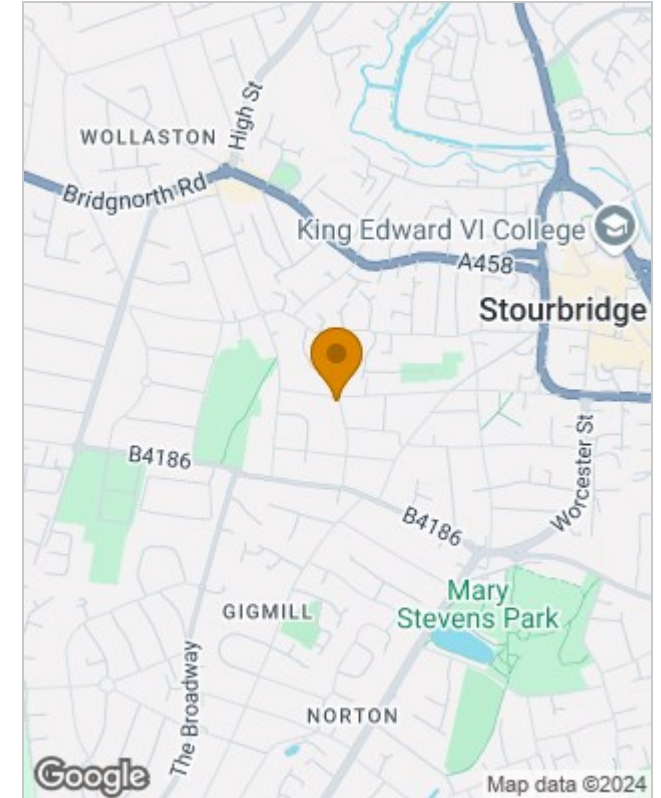 High St
WOLLASTON
Bridgnorth Rd
King Edward VI College
A458
Stourbridge
B4186
Worcester St
B4186
Mary
Stevens Park
GIGMILL
The Broadway
NORTON
Google
Map data ©2024